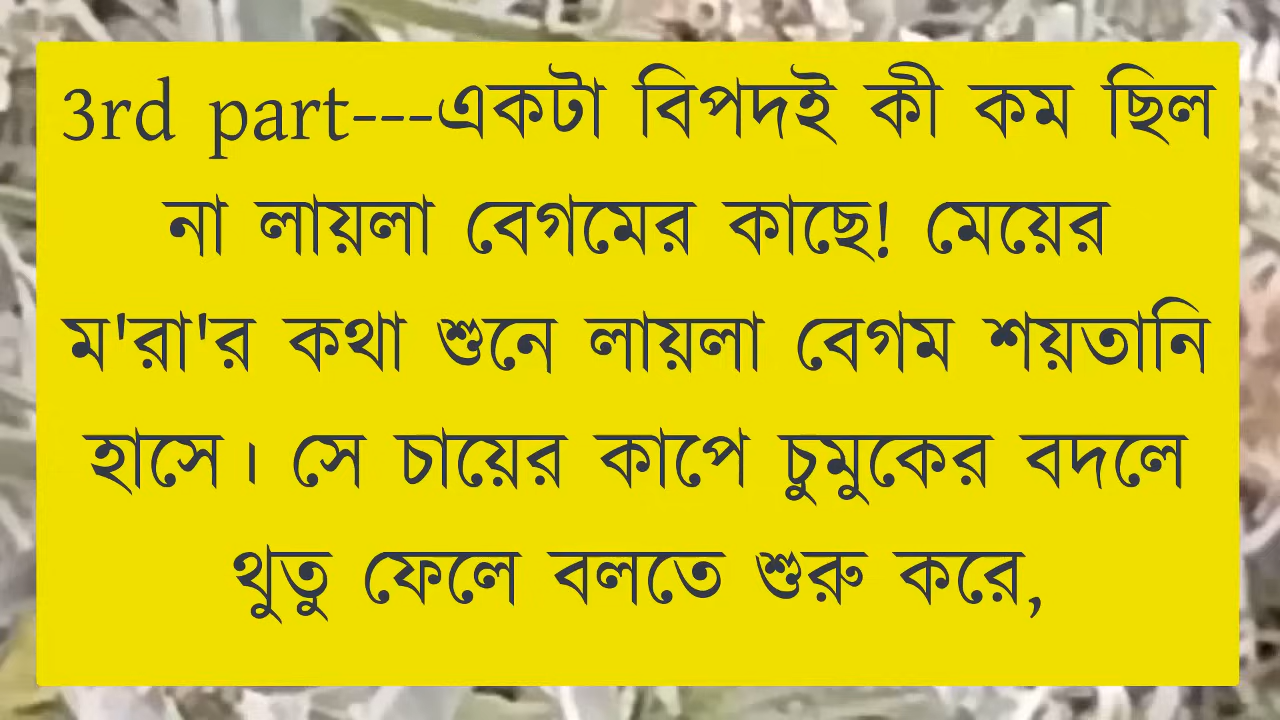 3rd part---একটা বিপদই কী কম ছিল
না লায়লা বেগমের কাছে! মেয়ের
ম'রা'র কথা শুনে লায়লা বেগম শয়তানি
হাসে। সে চায়ের কাপে চুমুকের বদলে
থুতু ফেলে বলতে শুরু করে,